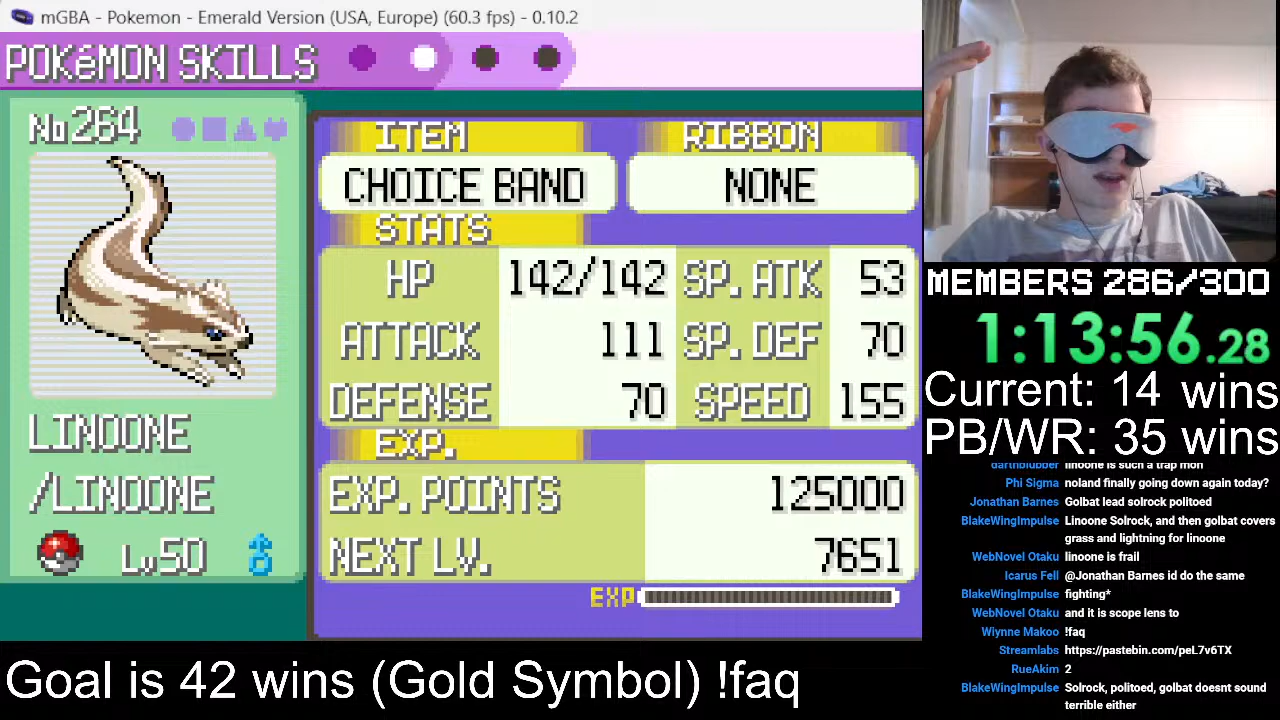 mGBA - Pokemon - Emerald Version (USA, Europe) (60.3 fps) - 0.10.2
POKéMON SKILLS
No264
ITEM RIBBON
CHOICE BAND NONE
STATS
HP 142/142 SP. ATK 53
ATTACK 111 SP. DEF 70
DEFENSE 70 SPEED 155
EXP.
EXP. POINTS 125000
NEXT LV. 7651
EXP
LINOONE
/LINOONE
Lv50 ♂
MEMBERS 286/300
1:13:56.28
Current: 14 wins
PB/WR: 35 wins
darthblubber linoone is such a trap mon
Phi Sigma noland finally going down again today?
Jonathan Barnes Golbat lead solrock politoed
BlakeWingImpulse Linoone Solrock, and then golbat covers
grass and lightning for linoone
WebNovel Otaku linoone is frail
Icarus Fell @Jonathan Barnes id do the same
BlakeWingImpulse fighting*
WebNovel Otaku and it is scope lens to
Wiynne Makoo !faq
Streamlabs https://pastebin.com/peL7v6TX
RueAkim 2
BlakeWingImpulse Solrock, politoed, golbat doesnt sound
terrible either
Goal is 42 wins (Gold Symbol) !faq